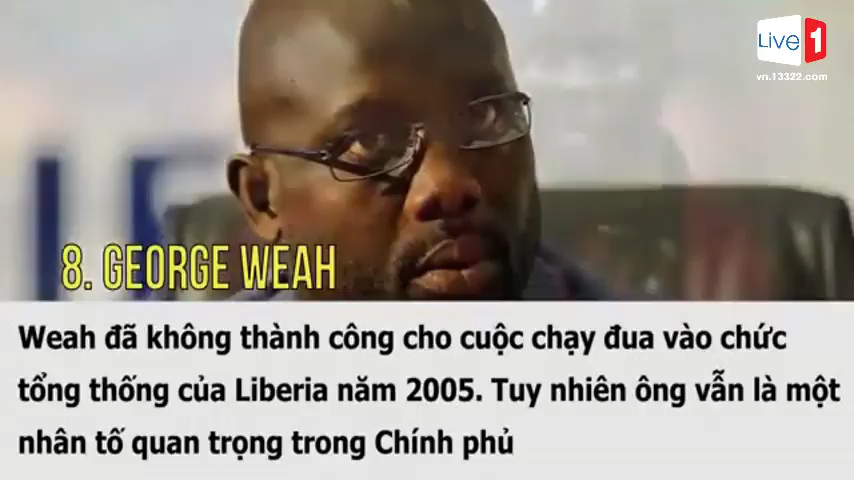 Live 1
vn.13322.com
8. GEORGE WEAH
Weah đã không thành công cho cuộc chạy đua vào chức
tổng thống của Liberia năm 2005. Tuy nhiên ông vẫn là một
nhân tố quan trọng trong Chính phủ